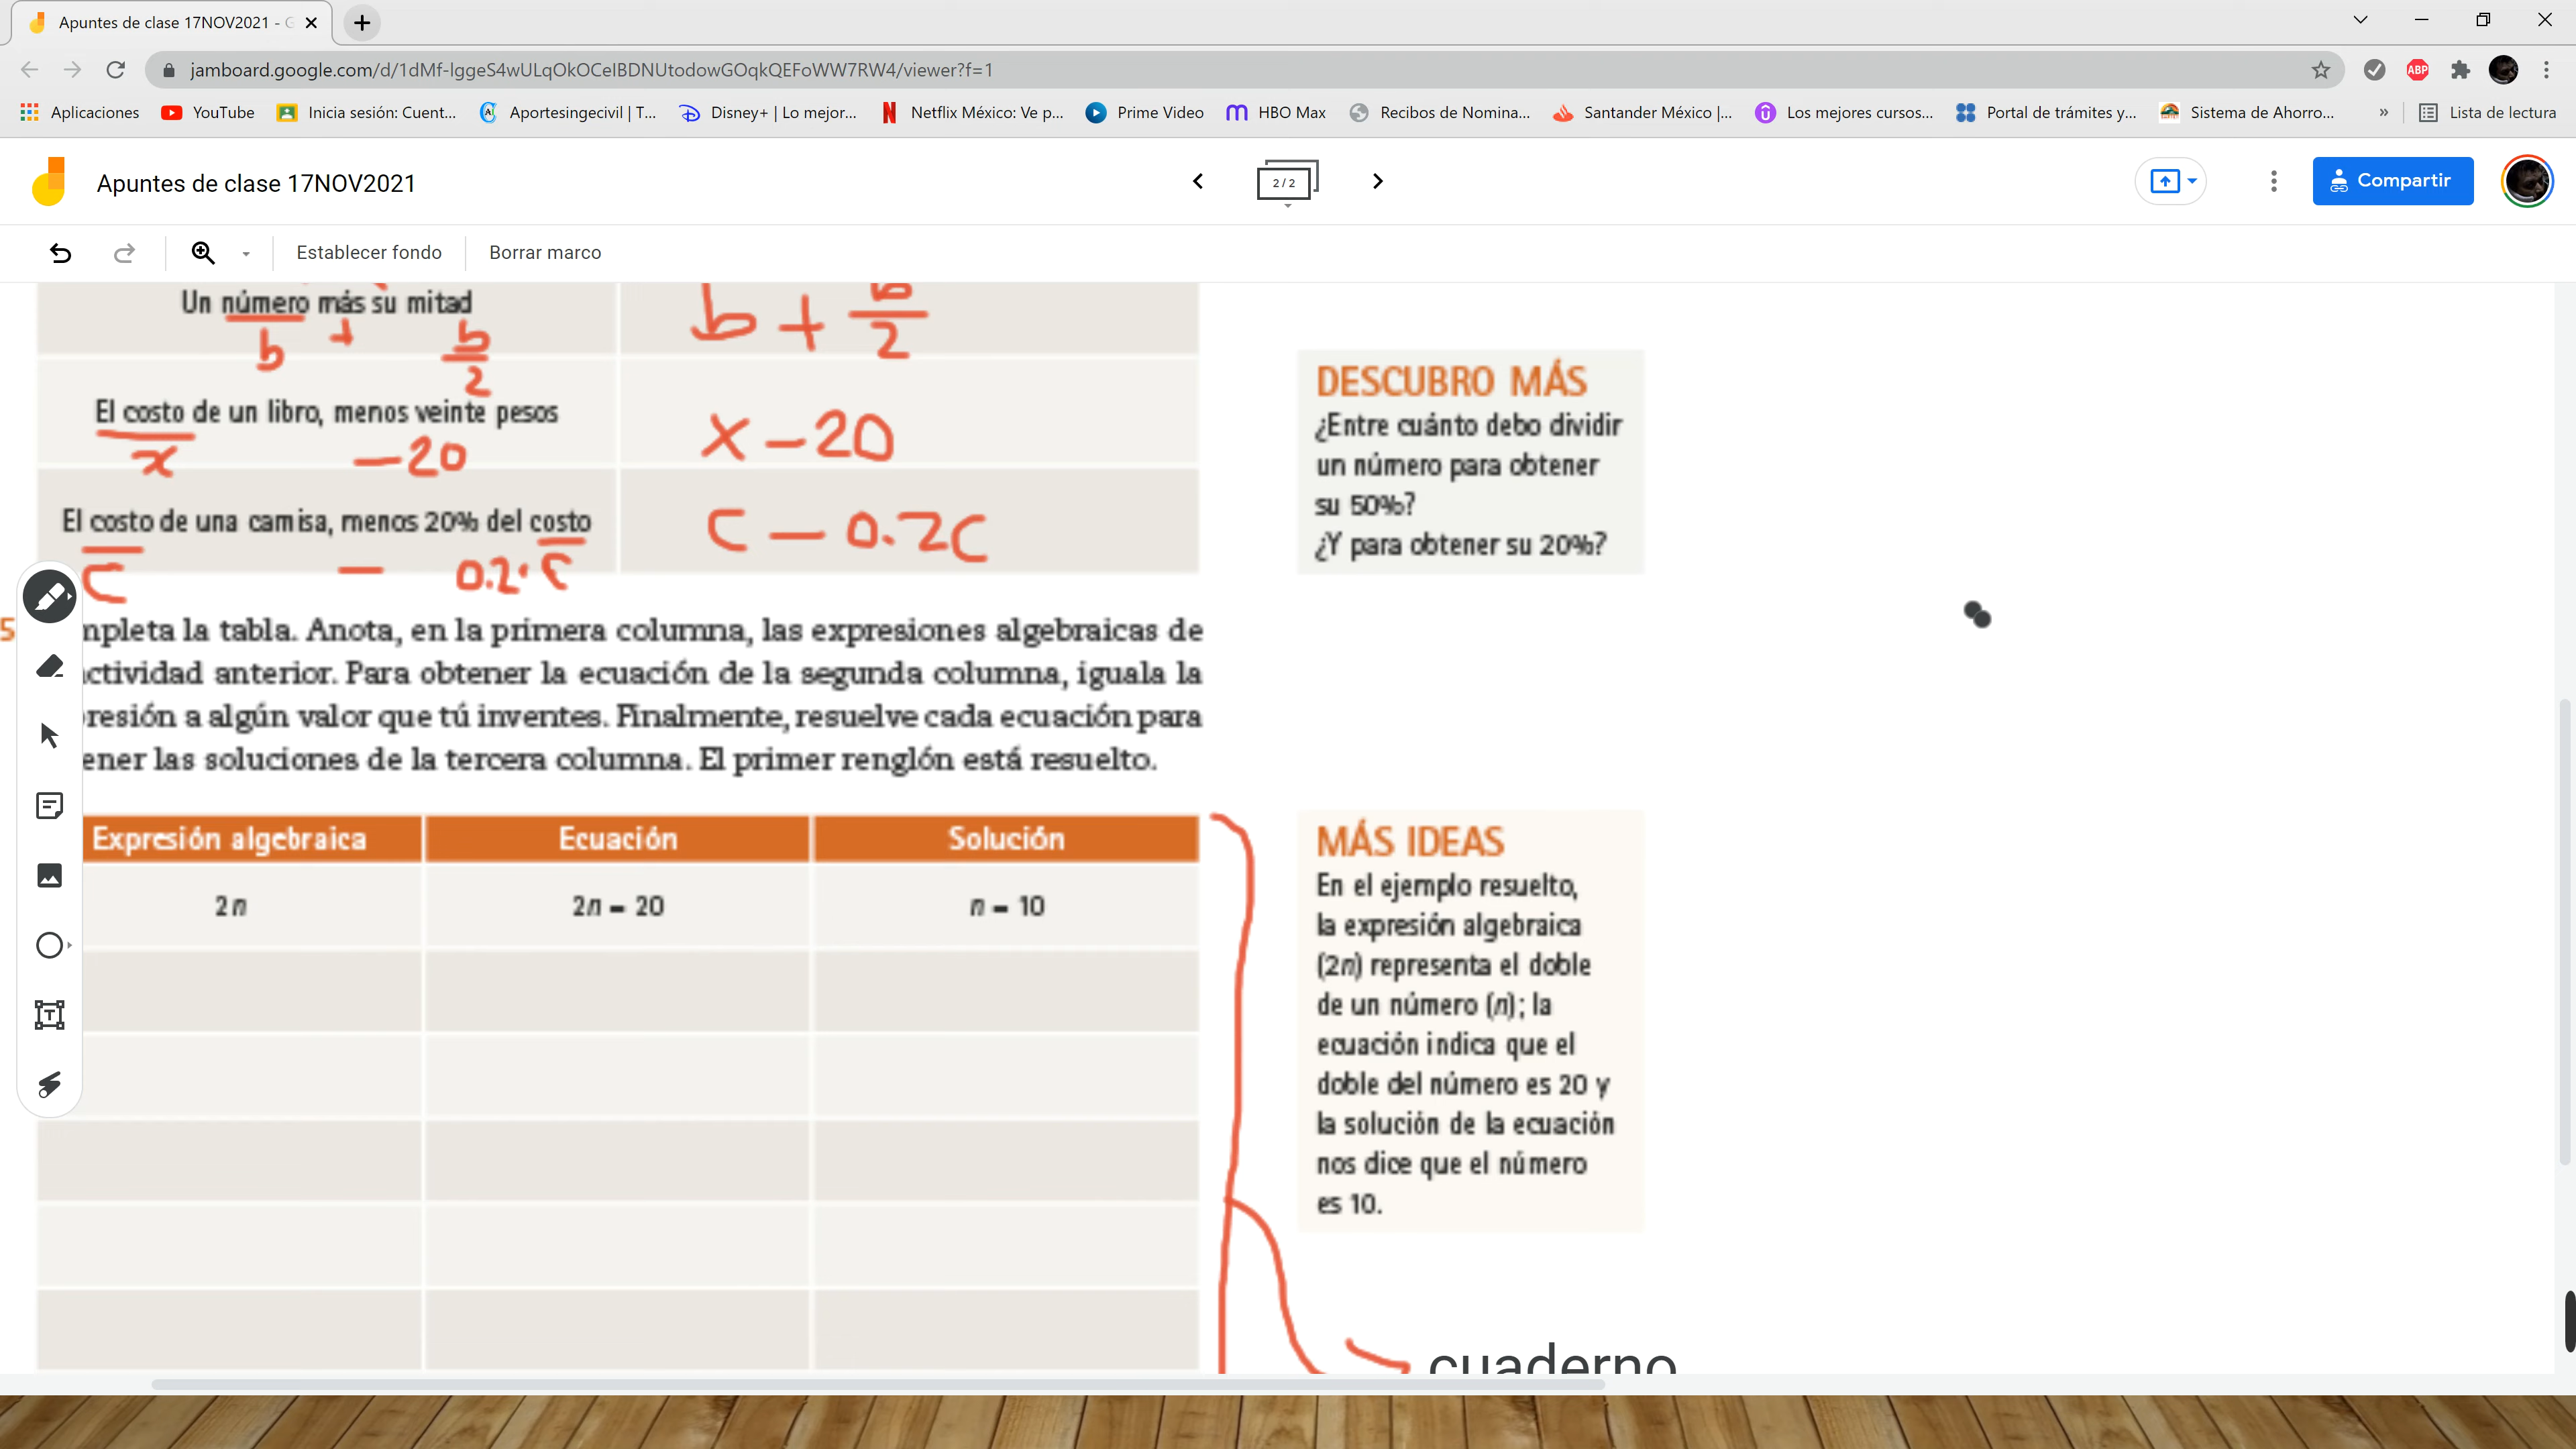 Apuntes de clase 17NOV2021 - G
jamboard.google.com/d/1dMf-lggeS4wULqOkOCeIBDNUtodowGOqkQEFoWW7RW4/viewer?f=1
ABP
Aplicaciones YouTube Inicia sesión: Cuent... Aportesingecivil | T... Disney+ | Lo mejor... Netflix México: Ve p... Prime Video HBO Max Recibos de Nomina... Santander México |... Los mejores cursos... Portal de trámites y... Sistema de Ahorro... » Lista de lectura
Apuntes de clase 17NOV2021
2 / 2
Compartir
Establecer fondo Borrar marco
Un número más su mitad
b + b/2
b + b/2
El costo de un libro, menos veinte pesos
x - 20
x - 20
El costo de una camisa, menos 20% del costo
c - 0.2·c
c - 0.2c
DESCUBRO MÁS
¿Entre cuánto debo dividir
un número para obtener
su 50%?
¿Y para obtener su 20%?
5 mpleta la tabla. Anota, en la primera columna, las expresiones algebraicas de
ctividad anterior. Para obtener la ecuación de la segunda columna, iguala la
resión a algún valor que tú inventes. Finalmente, resuelve cada ecuación para
ener las soluciones de la tercera columna. El primer renglón está resuelto.
Expresión algebraica Ecuación Solución
2n 2n = 20 n = 10
MÁS IDEAS
En el ejemplo resuelto,
la expresión algebraica
(2n) representa el doble
de un número (n); la
ecuación indica que el
doble del número es 20 y
la solución de la ecuación
nos dice que el número
es 10.
cuaderno